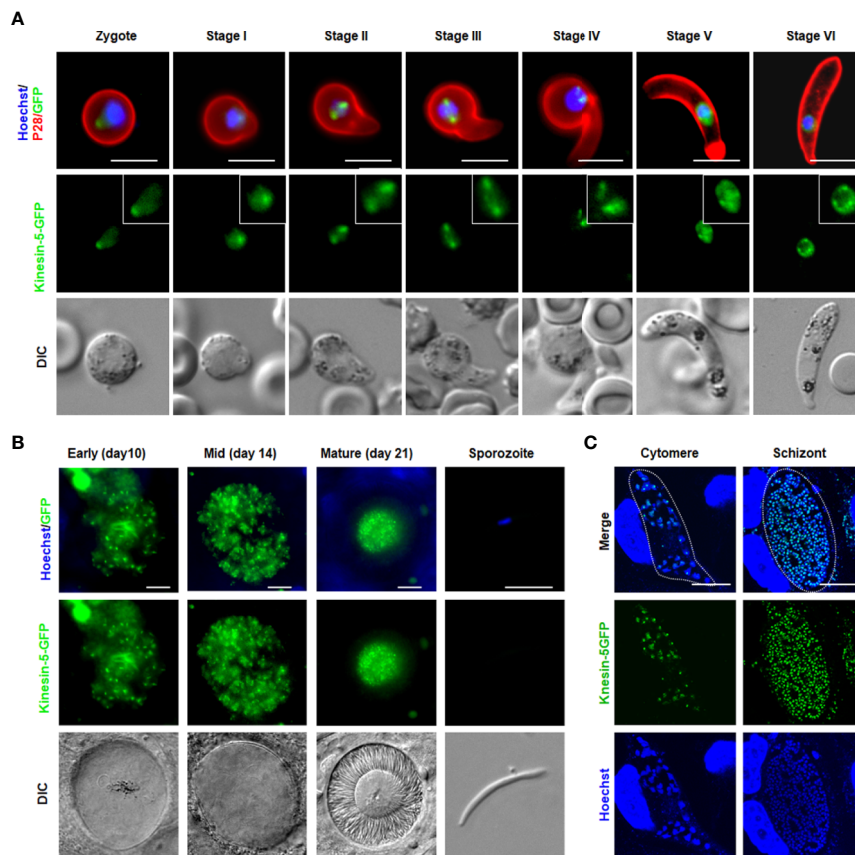 A
Zygote Stage I Stage II Stage III Stage IV Stage V Stage VI
Hoechst/
P28/GFP
Kinesin-5-GFP
DIC
B
Early (day10) Mid (day 14) Mature (day 21) Sporozoite
Hoechst/GFP
Kinesin-5-GFP
DIC
C
Cytomere Schizont
Merge
Knesin-5GFP
Hoechst